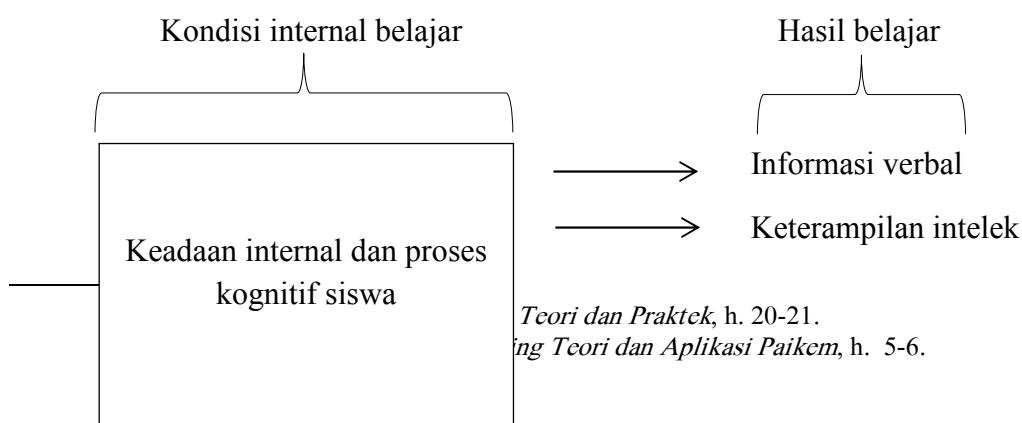 Kondisi internal belajar
Hasil belajar
Informasi verbal
Keterampilan intelek
Keadaan internal dan proses
kognitif siswa
Teori dan Praktek, h. 20-21.
ing Teori dan Aplikasi Paikem, h. 5-6.